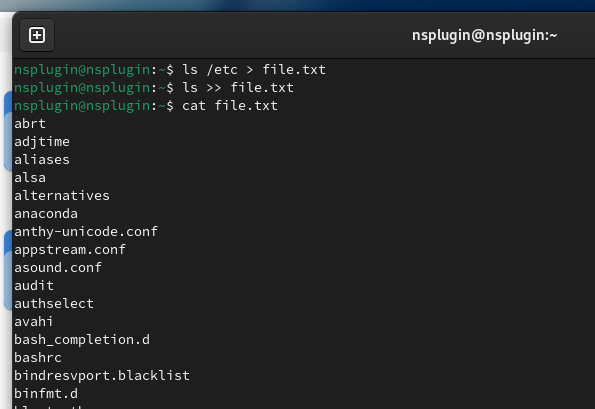 nsplugin@nsplugin:~
nsplugin@nsplugin:~$ ls /etc > file.txt
nsplugin@nsplugin:~$ ls >> file.txt
nsplugin@nsplugin:~$ cat file.txt
abrt
adjtime
aliases
alsa
alternatives
anaconda
anthy-unicode.conf
appstream.conf
asound.conf
audit
authselect
avahi
bash_completion.d
bashrc
bindresvport.blacklist
binfmt.d